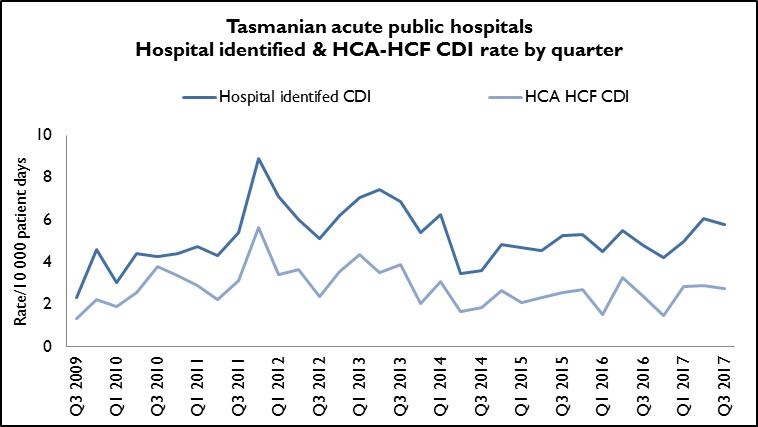 Tasmanian acute public hospitals
Hospital identified & HCA-HCF CDI rate by quarter
Hospital identifed CDI
HCA HCF CDI
Rate/10 000 patient days
10
8
6
4
2
0
Q3 2009
Q1 2010
Q3 2010
Q1 2011
Q3 2011
Q1 2012
Q3 2012
Q1 2013
Q3 2013
Q1 2014
Q3 2014
Q1 2015
Q3 2015
Q1 2016
Q3 2016
Q1 2017
Q3 2017